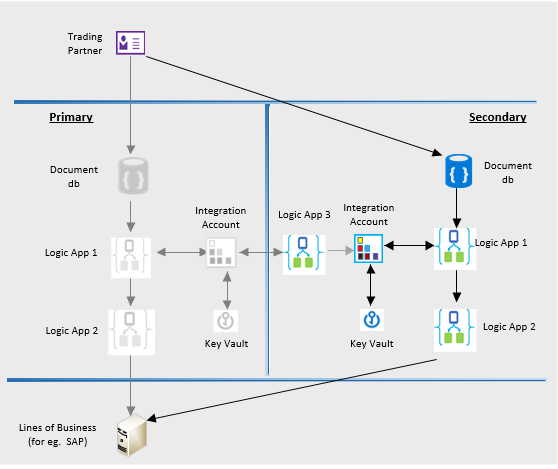 Trading
Partner
Primary
Secondary
Document
db
Document
db
Integration
Account
Logic App 3
Integration
Account
Logic App 1
Logic App 1
Logic App 2
Key Vault
Key Vault
Logic App 2
Lines of Business
(for eg. SAP)